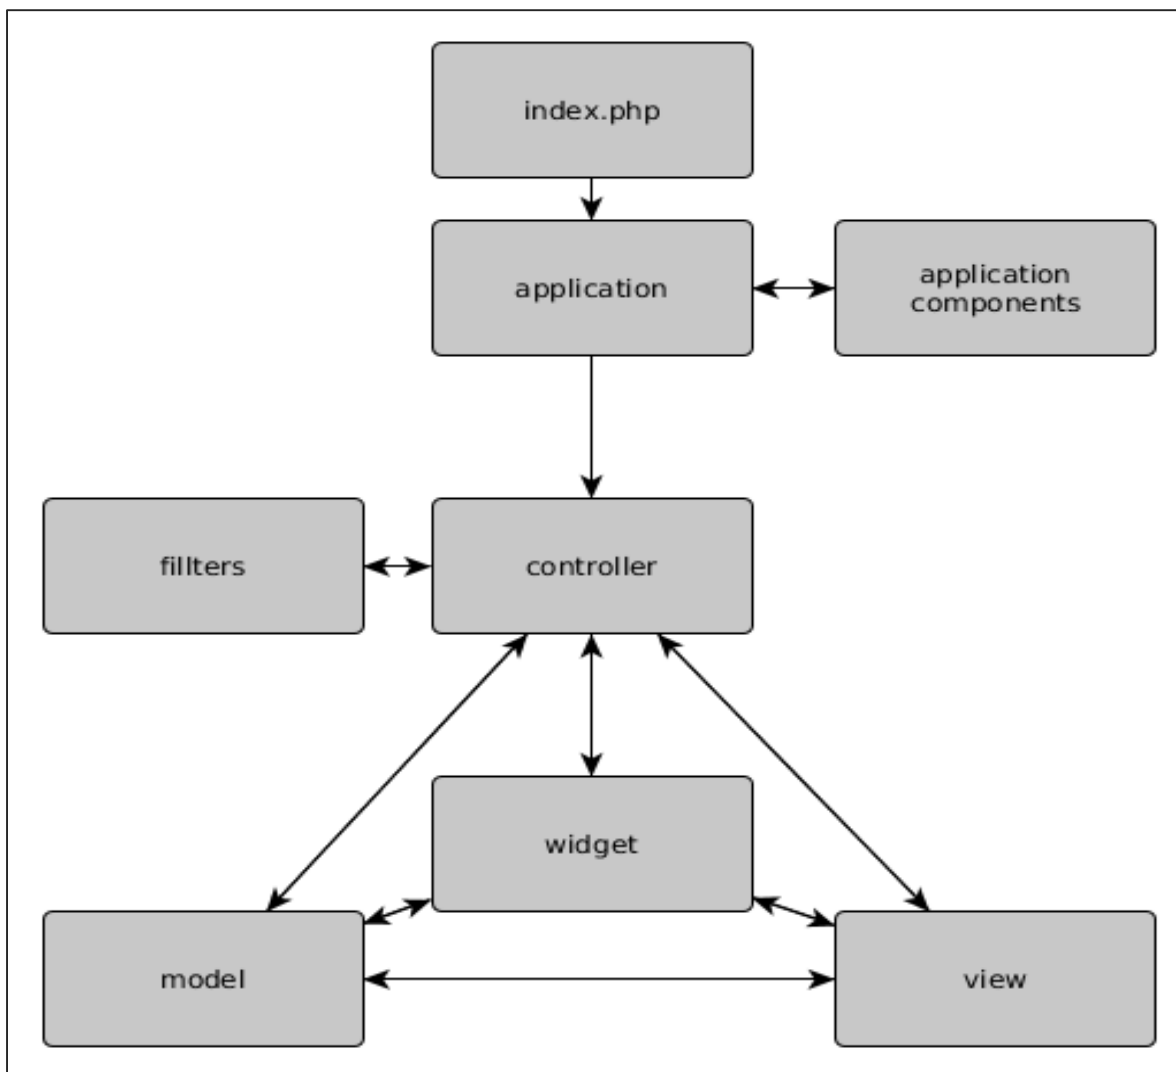 index.php
application
application
components
fillters
controller
widget
model
view